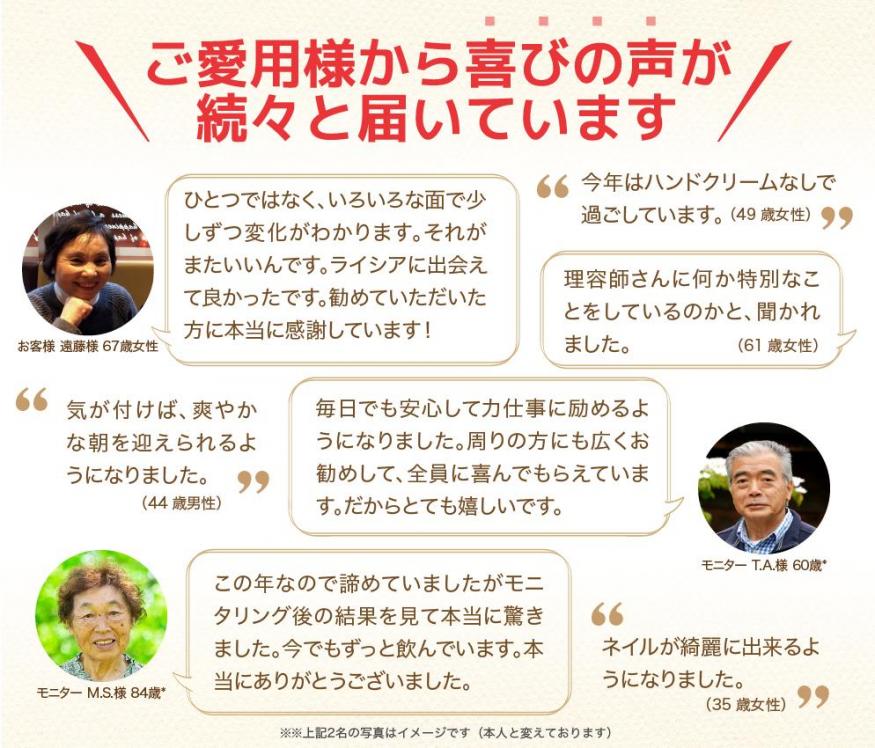 ご愛用様から喜びの声が
続々と届いています
ひとつではなく、いろいろな面で少
しずつ変化がわかります。それが
またいいんです。ライシアに出会え
て良かったです。勧めていただいた
方に本当に感謝しています！
お客様 遠藤様 67歳女性
今年はハンドクリームなしで
過ごしています。（49 歳女性）
理容師さんに何か特別なこ
とをしているのかと、聞かれ
ました。 （61 歳女性）
気が付けば、爽やか
な朝を迎えられるよ
うになりました。
（44 歳男性）
毎日でも安心して力仕事に励めるよ
うになりました。周りの方にも広くお
勧めして、全員に喜んでもらえていま
す。だからとても嬉しいです。
モニター T.A.様 60歳*
この年なので諦めていましたがモニ
タリング後の結果を見て本当に驚き
ました。今でもずっと飲んでいます。本
当にありがとうございました。
モニター M.S.様 84歳*
ネイルが綺麗に出来るよ
うになりました。
（35 歳女性）
※※上記2名の写真はイメージです（本人と変えております）